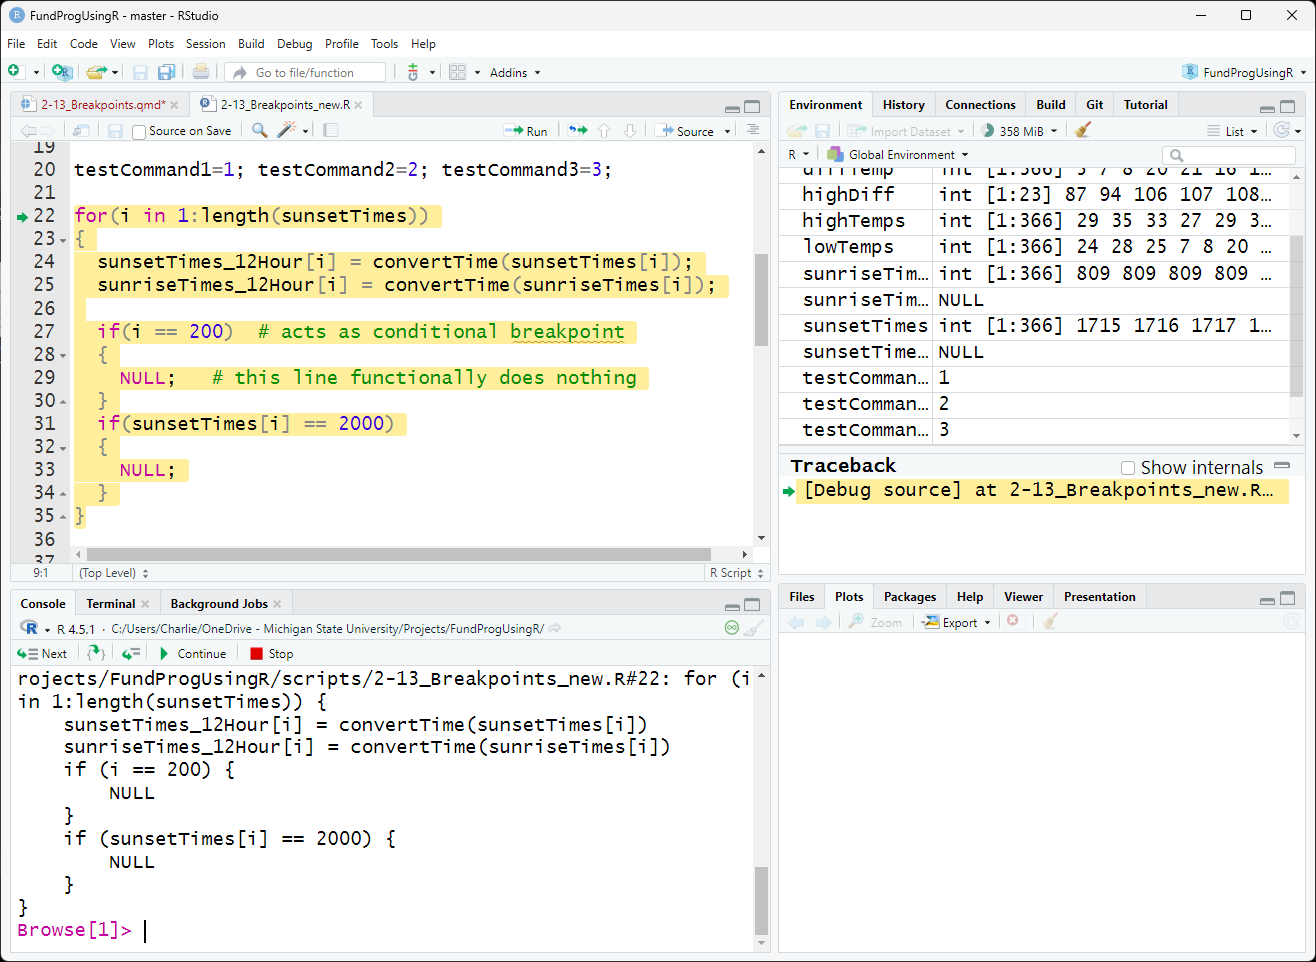 FundProgUsingR - master - RStudio
File Edit Code View Plots Session Build Debug Profile Tools Help
Go to file/function Addins FundProgUsingR
2-13_Breakpoints.qmd* 2-13_Breakpoints_new.R
Source on Save Run Source
19
20 testCommand1=1; testCommand2=2; testCommand3=3;
21
22 for(i in 1:length(sunsetTimes))
23 {
24 sunsetTimes_12Hour[i] = convertTime(sunsetTimes[i]);
25 sunriseTimes_12Hour[i] = convertTime(sunriseTimes[i]);
26
27 if(i == 200) # acts as conditional breakpoint
28 {
29 NULL; # this line functionally does nothing
30 }
31 if(sunsetTimes[i] == 2000)
32 {
33 NULL;
34 }
35 }
36
37
9:1 (Top Level) R Script
Console Terminal Background Jobs
R 4.5.1 · C:/Users/Charlie/OneDrive - Michigan State University/Projects/FundProgUsingR/
Next Continue Stop
rojects/FundProgUsingR/scripts/2-13_Breakpoints_new.R#22: for (i
in 1:length(sunsetTimes)) {
sunsetTimes_12Hour[i] = convertTime(sunsetTimes[i])
sunriseTimes_12Hour[i] = convertTime(sunriseTimes[i])
if (i == 200) {
NULL
}
if (sunsetTimes[i] == 2000) {
NULL
}
}
Browse[1]>
Environment History Connections Build Git Tutorial
Import Dataset 358 MiB List
R Global Environment
diffTemp int [1:366] 5 7 8 20 21 16 1...
highDiff int [1:23] 87 94 106 107 108...
highTemps int [1:366] 29 35 33 27 29 3...
lowTemps int [1:366] 24 28 25 7 8 20 ...
sunriseTim... int [1:366] 809 809 809 809 ...
sunriseTim... NULL
sunsetTimes int [1:366] 1715 1716 1717 1...
sunsetTime... NULL
testComman... 1
testComman... 2
testComman... 3
Traceback Show internals
[Debug source] at 2-13_Breakpoints_new.R...
Files Plots Packages Help Viewer Presentation
Zoom Export